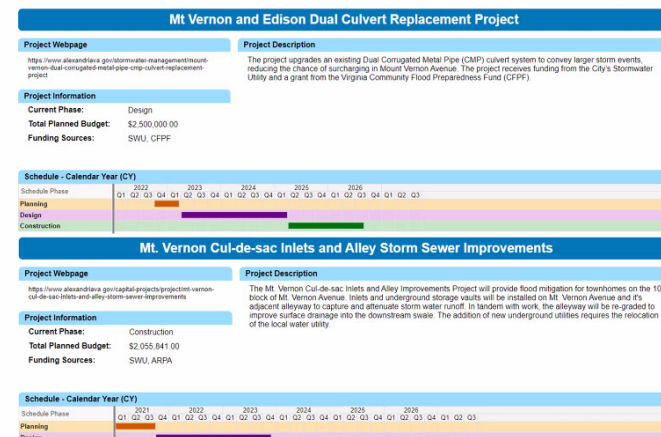 Mt Vernon and Edison Dual Culvert Replacement Project
Project Webpage
https://www.alexandriava.gov/stormwater-management/mount-
vernon-dual-corrugated-metal-pipe-cmp-culvert-replacement-
project
Project Description
The project upgrades an existing Dual Corrugated Metal Pipe (CMP) culvert system to convey larger storm events,
reducing the chance of surcharging in Mount Vernon Avenue. The project receives funding from the City's Stormwater
Utility and a grant from the Virginia Community Flood Preparedness Fund (CFPF).
Project Information
Current Phase: Design
Total Planned Budget: $2,500,000.00
Funding Sources: SWU, CFPF
Schedule - Calendar Year (CY)
Schedule Phase
2022 2023 2024 2025 2026
Q1 Q2 Q3 Q4 Q1 Q2 Q3 Q4 Q1 Q2 Q3 Q4 Q1 Q2 Q3 Q4 Q1 Q2 Q3 Q4 Q1 Q2 Q3
Planning
Design
Construction
Mt. Vernon Cul-de-sac Inlets and Alley Storm Sewer Improvements
Project Webpage
https://www.alexandriava.gov/capital-projects/project/mt-vernon-
cul-de-sac-inlets-and-alley-storm-sewer-improvements
Project Description
The Mt. Vernon Cul-de-sac Inlets and Alley Improvements Project will provide flood mitigation for townhomes on the 10
block of Mt. Vernon Avenue. Inlets and underground storage vaults will be installed on Mt. Vernon Avenue and it's
adjacent alleyway to capture and attenuate storm water runoff. In tandem with work, the alleyway will be re-graded to
improve surface drainage into the downstream swale. The addition of new underground utilities requires the relocation
of the local water utility.
Project Information
Current Phase: Construction
Total Planned Budget: $2,055,841.00
Funding Sources: SWU, ARPA
Schedule - Calendar Year (CY)
Schedule Phase
2021 2022 2023 2024 2025 2026
Q1 Q2 Q3 Q4 Q1 Q2 Q3 Q4 Q1 Q2 Q3 Q4 Q1 Q2 Q3 Q4 Q1 Q2 Q3 Q4 Q1 Q2 Q3 Q4 Q1 Q2 Q3
Planning
Design